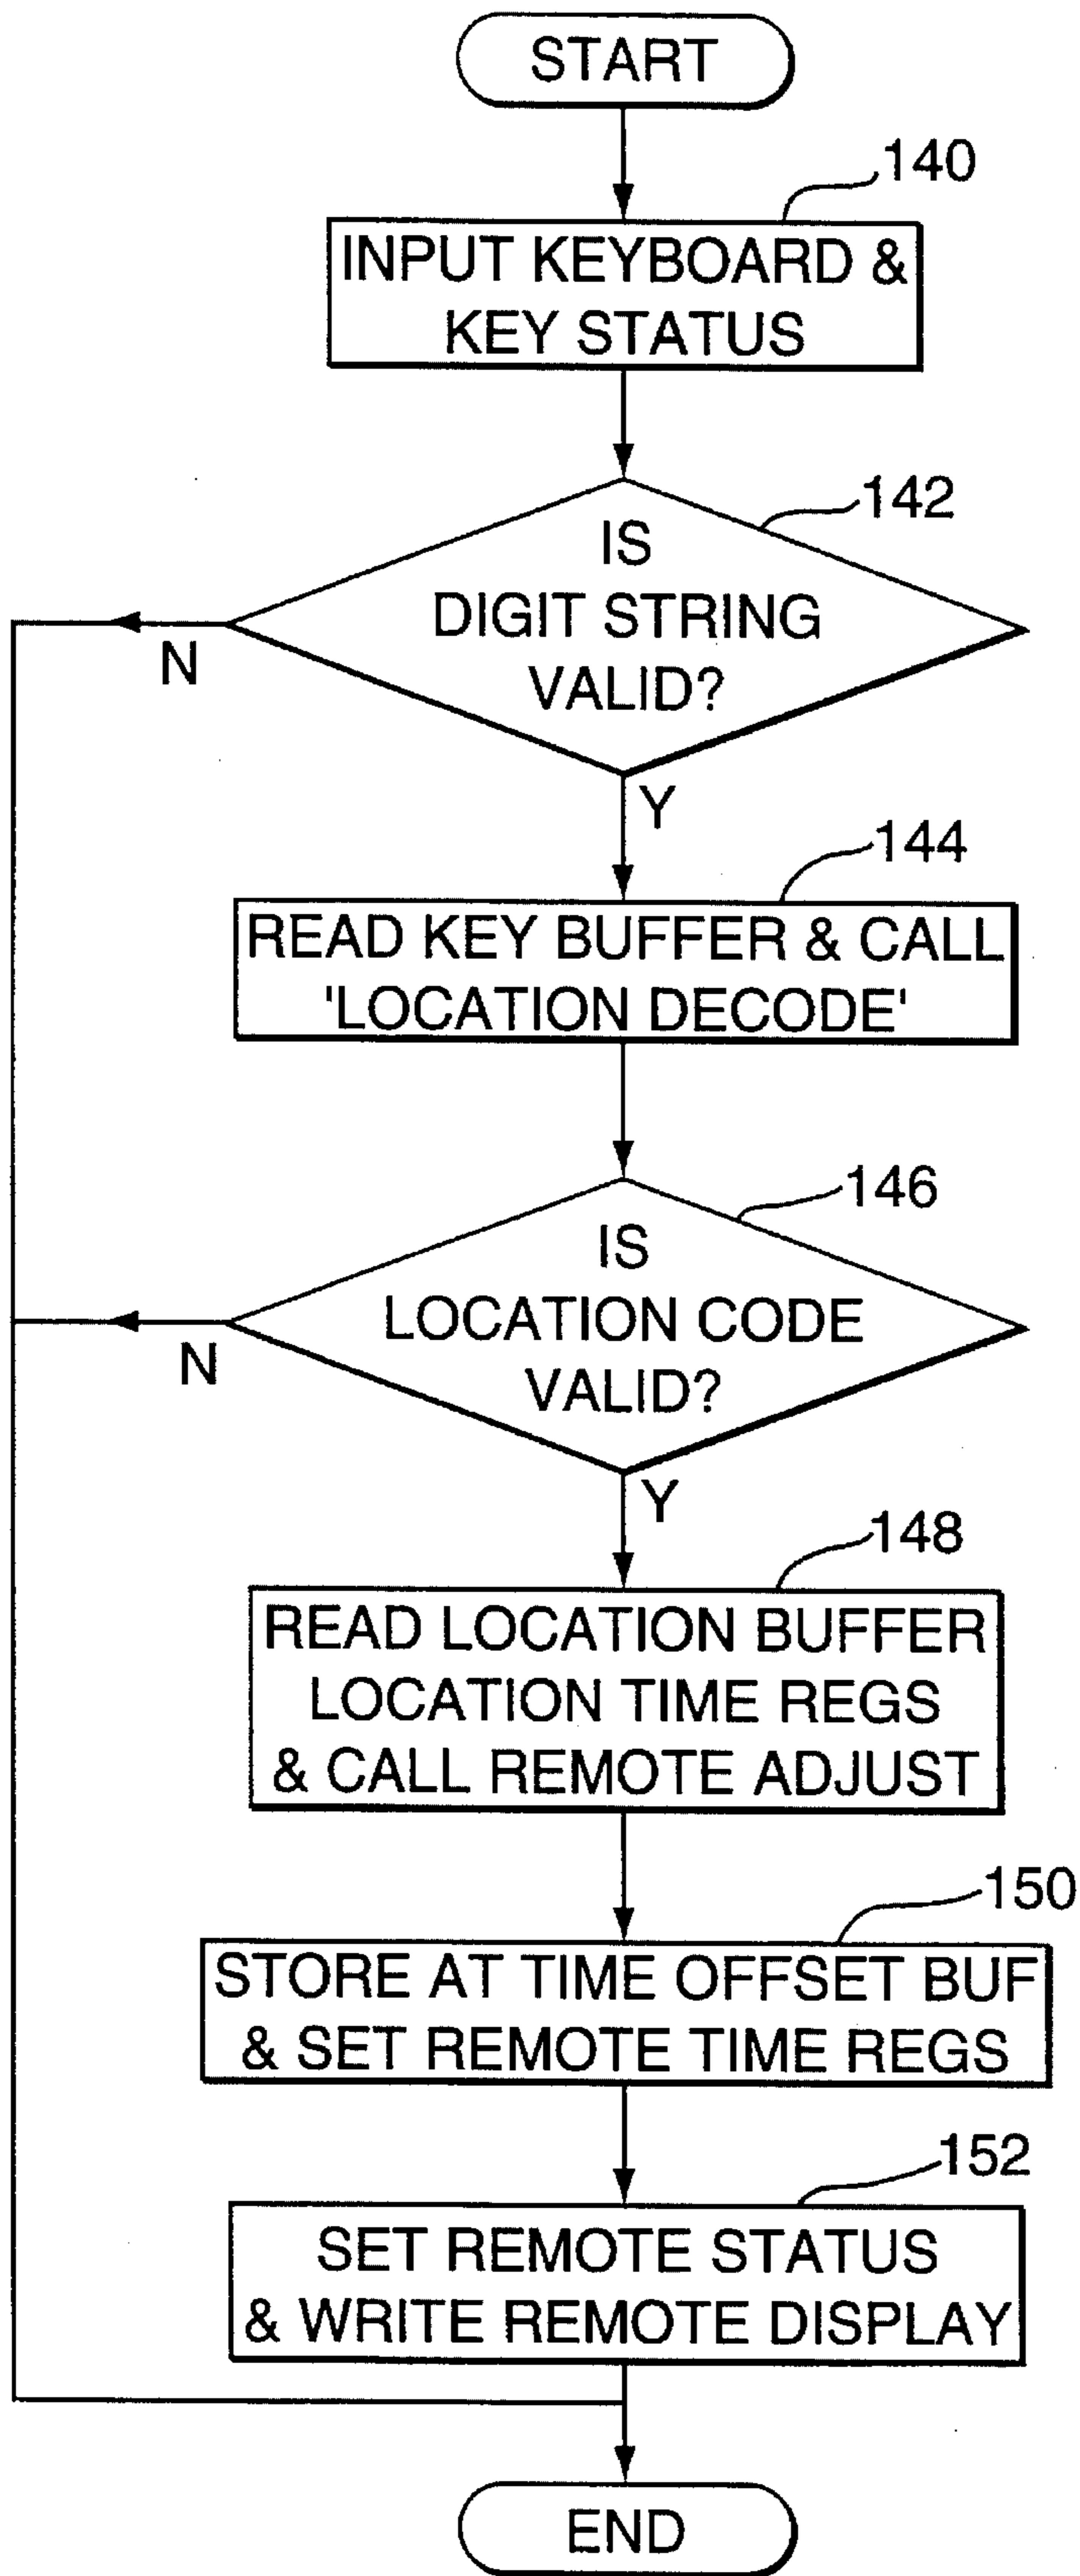 START
140
INPUT KEYBOARD &
KEY STATUS
142
IS
DIGIT STRING
VALID?
N
Y
144
READ KEY BUFFER & CALL
'LOCATION DECODE'
146
IS
LOCATION CODE
VALID?
N
Y
148
READ LOCATION BUFFER
LOCATION TIME REGS
& CALL REMOTE ADJUST
150
STORE AT TIME OFFSET BUF
& SET REMOTE TIME REGS
152
SET REMOTE STATUS
& WRITE REMOTE DISPLAY
END